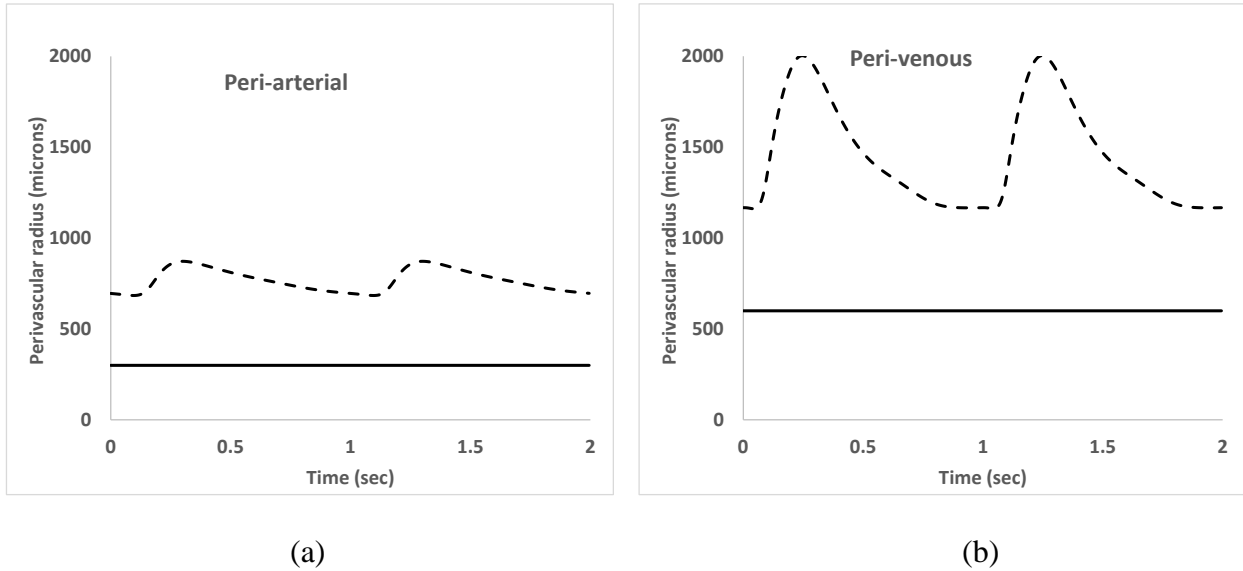 Peri-arterial
Perivascular radius (microns)
2000
1500
1000
500
0
0 0.5 1 1.5 2
Time (sec)
(a)
Peri-venous
Perivascular radius (microns)
2000
1500
1000
500
0
0 0.5 1 1.5 2
Time (sec)
(b)